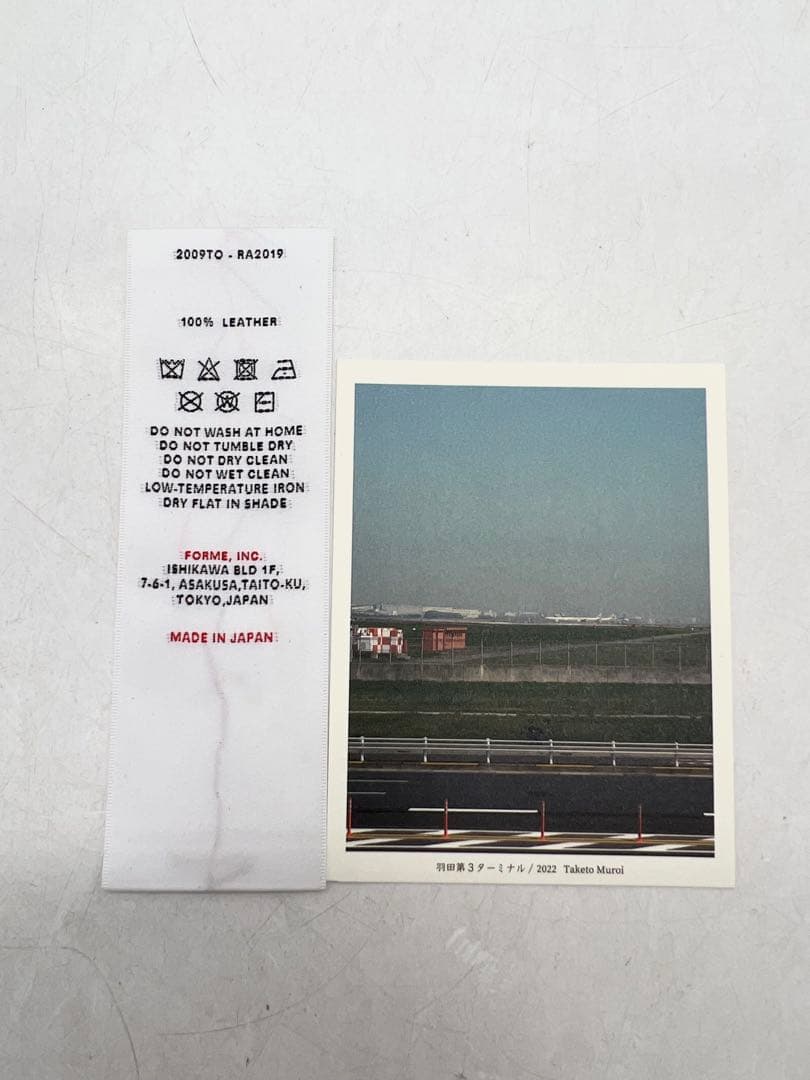 2009TO - RA2019
100% LEATHER
W
DO NOT WASH AT HOME
DO NOT TUMBLE DRY
DO NOT DRY CLEAN
DO NOT WET CLEAN
LOW-TEMPERATURE IRON
DRY FLAT IN SHADE
FORME, INC.
ISHIKAWA BLD 1F,
7-6-1, ASAKUSA,TAITO-KU,
TOKYO,JAPAN
MADE IN JAPAN
羽田第3ターミナル / 2022 Taketo Muroi